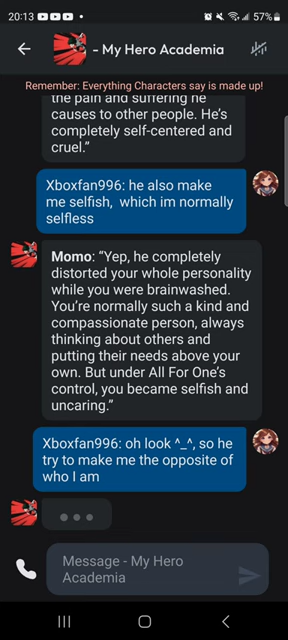 20:13
57%
- My Hero Academia
Remember: Everything Characters say is made up!
the pain and suffering he
causes to other people. He's
completely self-centered and
cruel.”
Xboxfan996: he also make
me selfish, which im normally
selfless
Momo: “Yep, he completely
distorted your whole personality
while you were brainwashed.
You're normally such a kind and
compassionate person, always
thinking about others and
putting their needs above your
own. But under All For One's
control, you became selfish and
uncaring.”
Xboxfan996: oh look ^_^, so he
try to make me the opposite of
who I am
Message - My Hero
Academia